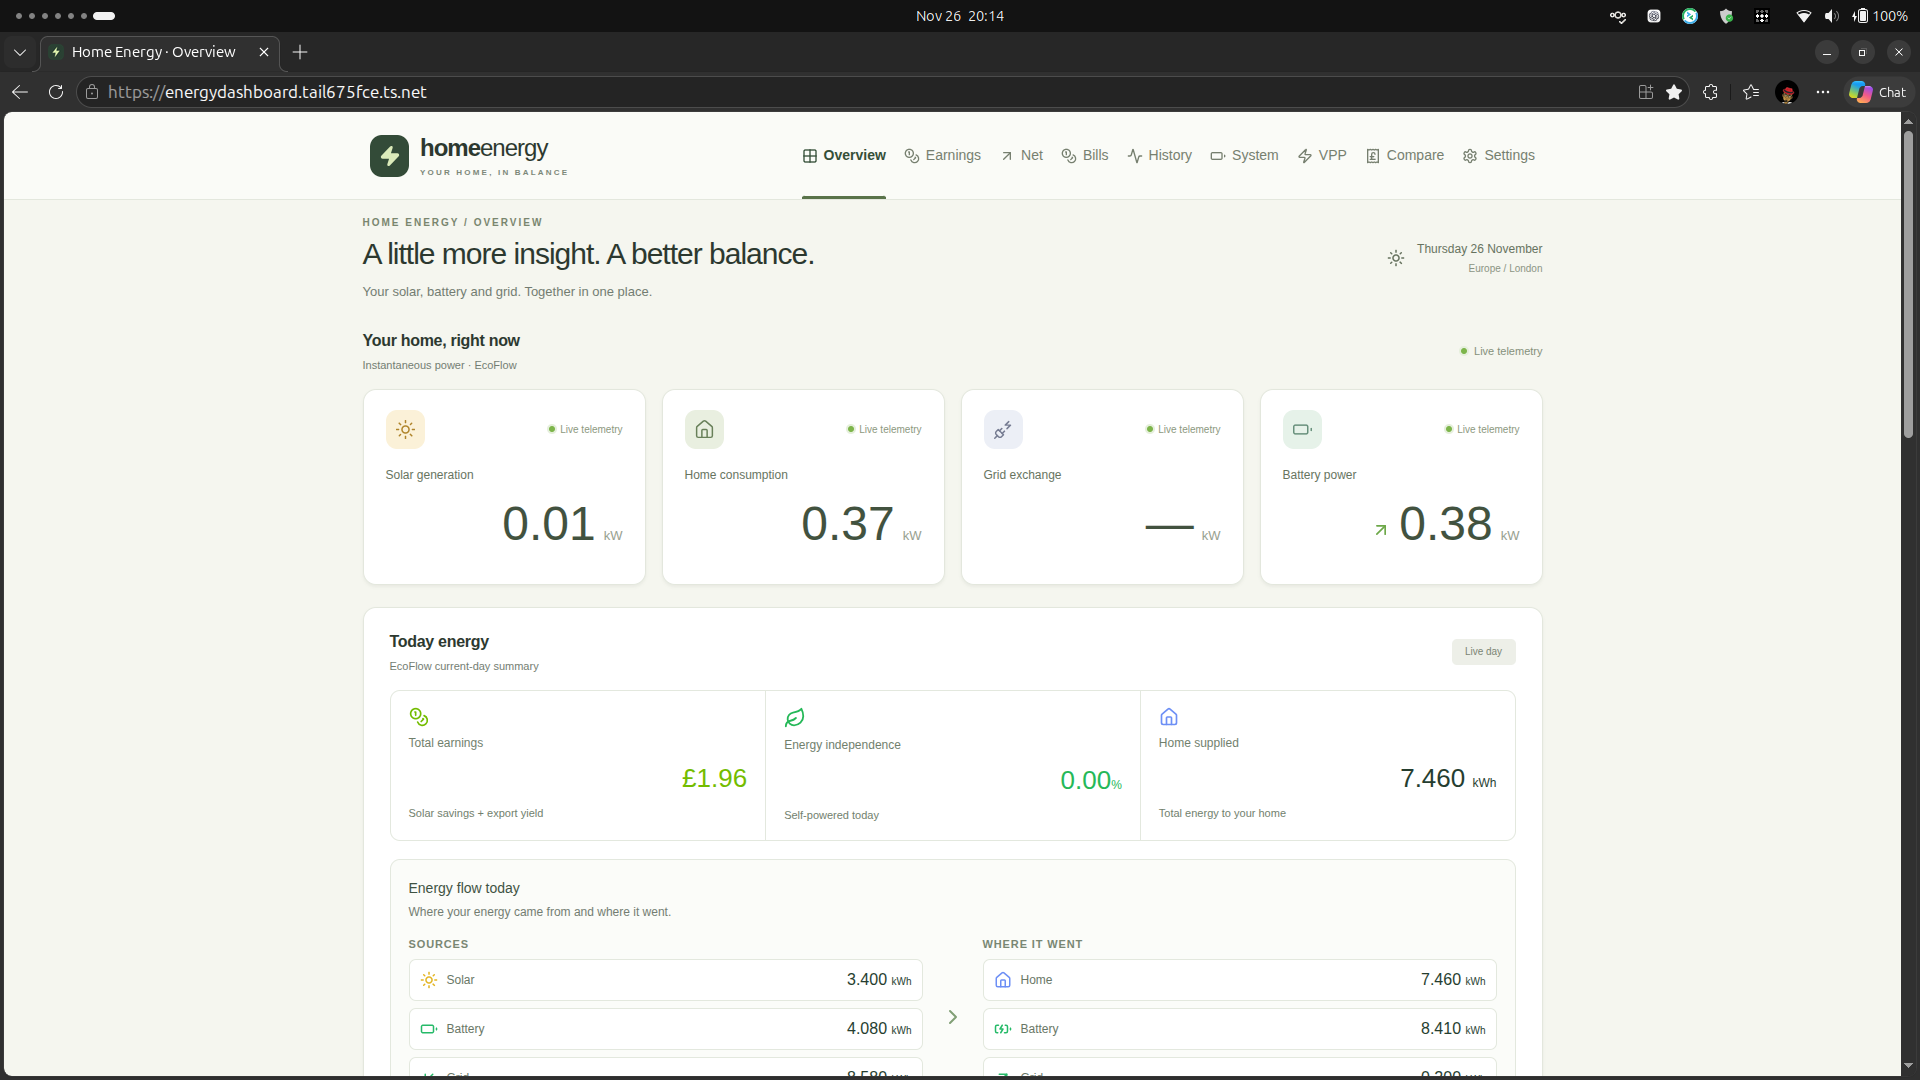 Nov 26 20:14
100%
Home Energy · Overview
https://energydashboard.tail675fce.ts.net
Chat
homeenergy
YOUR HOME, IN BALANCE
Overview
Earnings
Net
Bills
History
System
VPP
Compare
Settings
HOME ENERGY / OVERVIEW
A little more insight. A better balance.
Your solar, battery and grid. Together in one place.
Thursday 26 November
Europe / London
Your home, right now
Instantaneous power · EcoFlow
Live telemetry
Live telemetry
Solar generation
0.01 kW
Live telemetry
Home consumption
0.37 kW
Live telemetry
Grid exchange
— kW
Live telemetry
Battery power
0.38 kW
Today energy
EcoFlow current-day summary
Live day
Total earnings
£1.96
Solar savings + export yield
Energy independence
0.00%
Self-powered today
Home supplied
7.460 kWh
Total energy to your home
Energy flow today
Where your energy came from and where it went.
SOURCES
Solar 3.400 kWh
Battery 4.080 kWh
WHERE IT WENT
Home 7.460 kWh
Battery 8.410 kWh